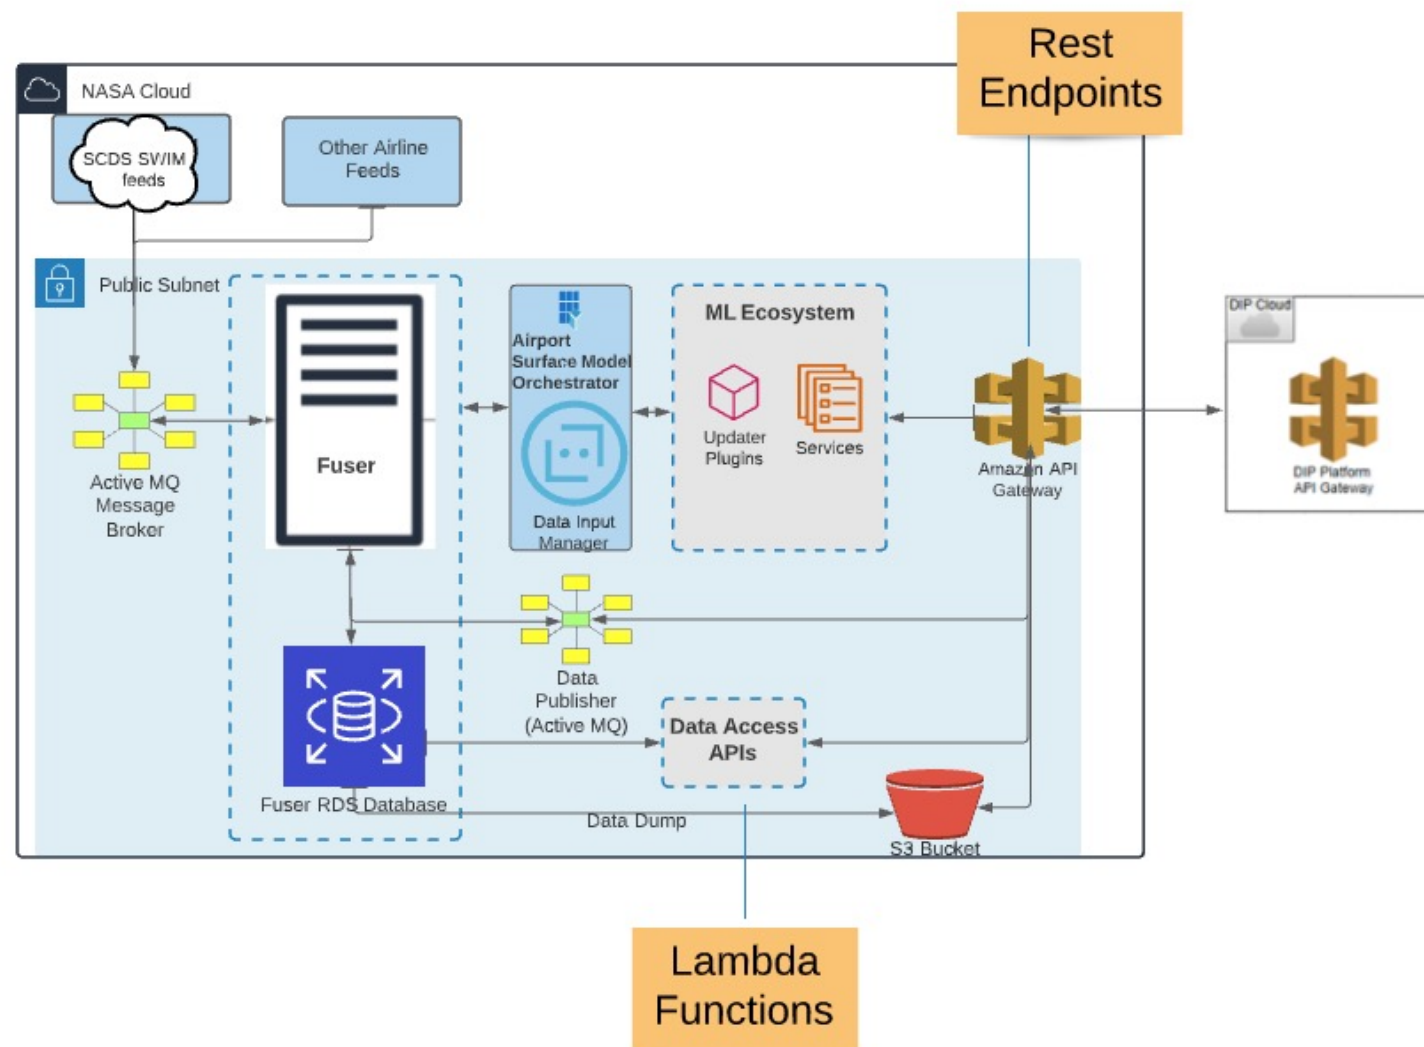 Rest
Endpoints
NASA Cloud
SCDS SV/IM
feeds
Other Airline
Feeds
Public Subnet
Fuser
Airport
Surface Model
Orchestrator
Data Input
Manager
ML Ecosystem
Updater
Plugins
Services
Amazon API
Gateway
DIP Cloud
DIP Platform
API Gateway
Active MQ
Message
Broker
Data
Publisher
(Active MQ)
Data Access
APIs
Fuser RDS Database
Data Dump
S3 Bucket
Lambda
Functions